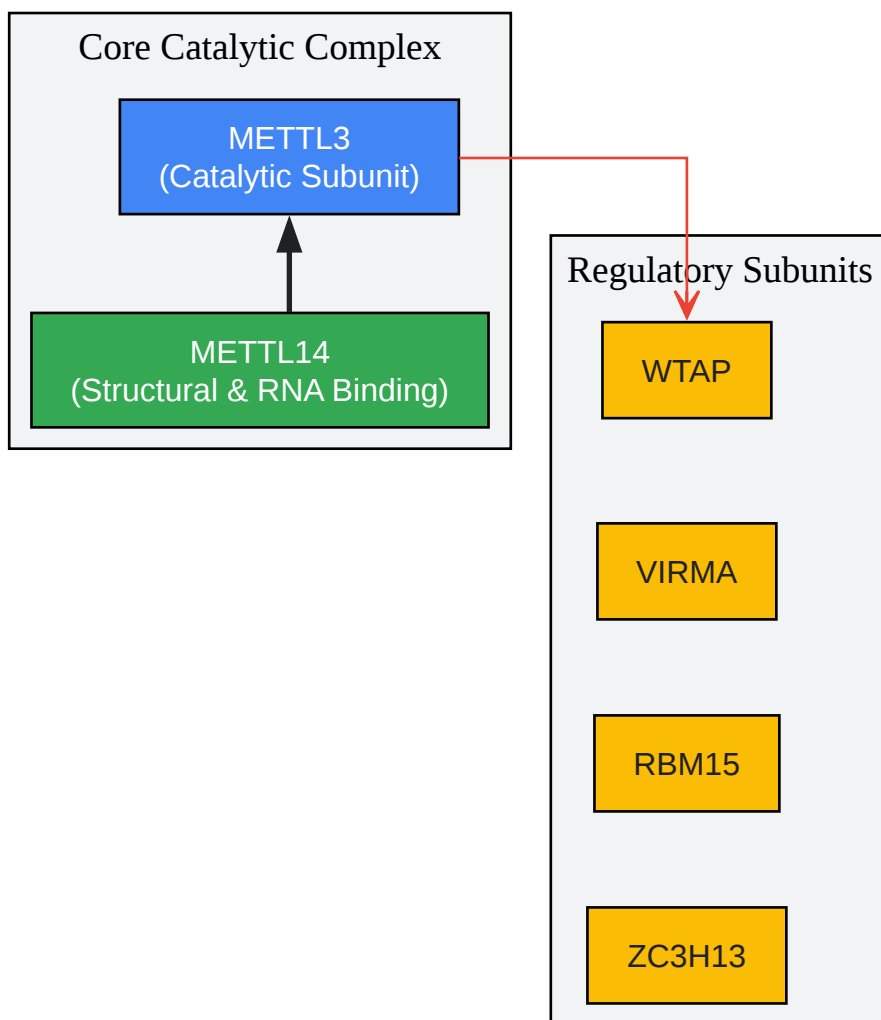 Core Catalytic Complex
METTL3
(Catalytic Subunit)
METTL14
(Structural & RNA Binding)
Regulatory Subunits
WTAP
VIRMA
RBM15
ZC3H13